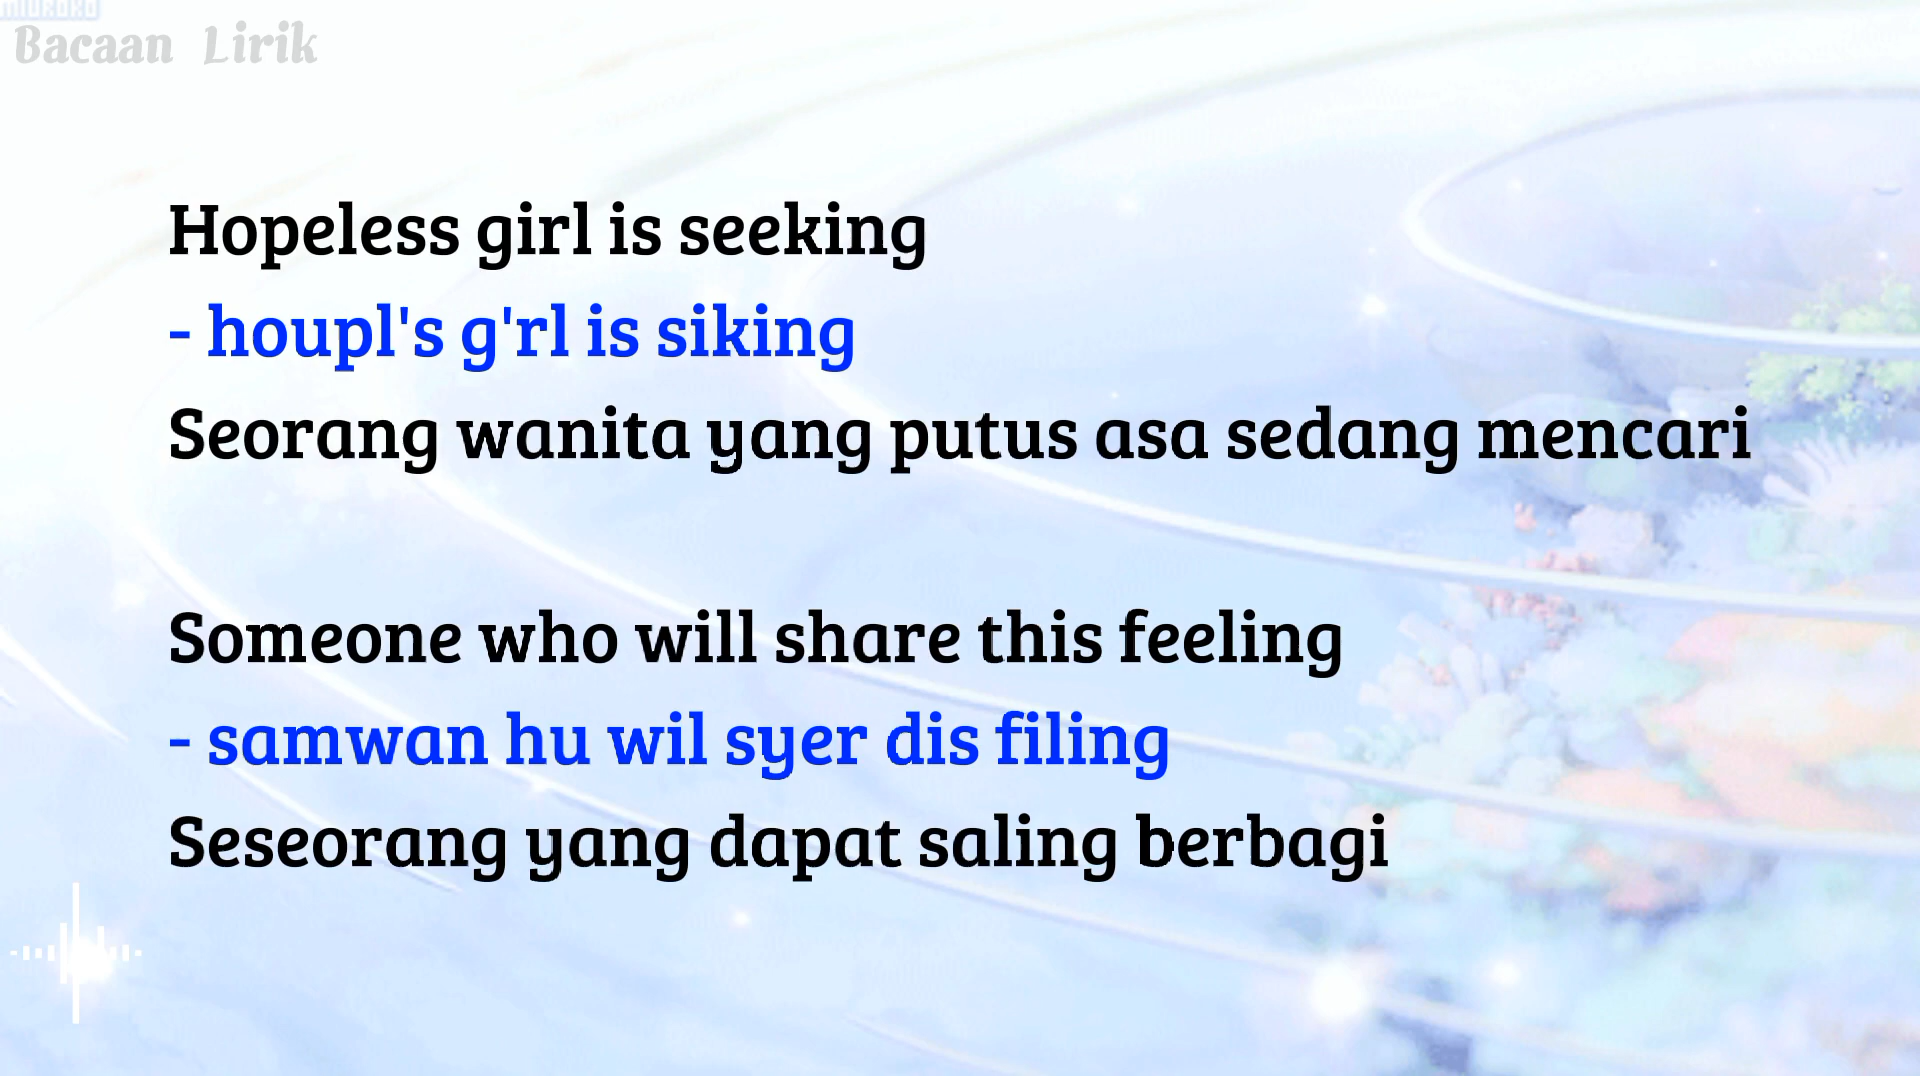 MIUROKO
Bacaan Lirik
Hopeless girl is seeking
- houpl's g'rl is siking
Seorang wanita yang putus asa sedang mencari
Someone who will share this feeling
- samwan hu wil syer dis filing
Seseorang yang dapat saling berbagi